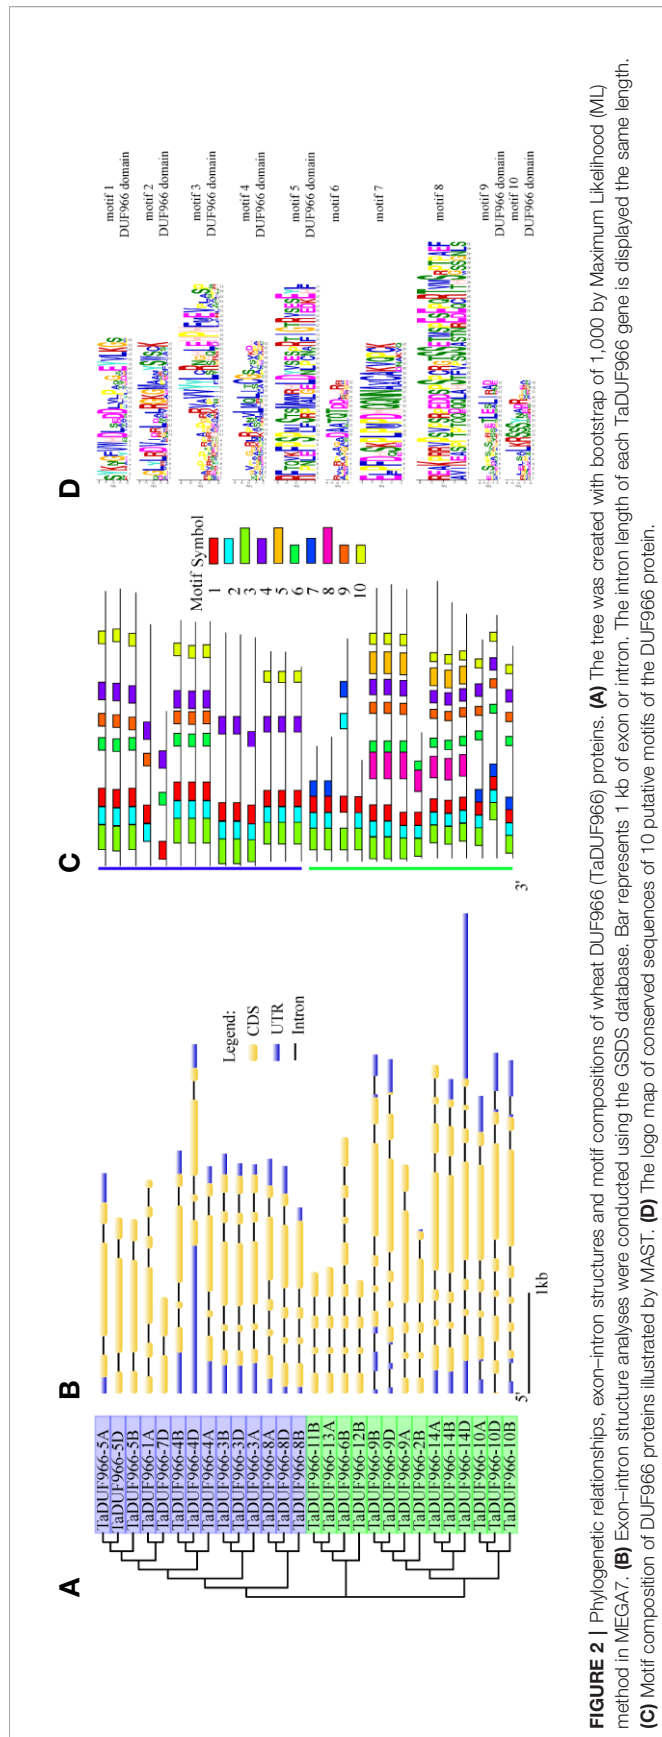 A
TaDUF966-5A
TaDUF966-5D
TaDUF966-5B
TaDUF966-1A
TaDUF966-7D
TaDUF966-4B
TaDUF966-4D
TaDUF966-4A
TaDUF966-3B
TaDUF966-3D
TaDUF966-3A
TaDUF966-8A
TaDUF966-8D
TaDUF966-8B
TaDUF966-11B
TaDUF966-13A
TaDUF966-6B
TaDUF966-12B
TaDUF966-9B
TaDUF966-9D
TaDUF966-9A
TaDUF966-2B
TaDUF966-14A
TaDUF966-14B
TaDUF966-14D
TaDUF966-10A
TaDUF966-10D
TaDUF966-10B
B
Legend:
CDS
UTR
Intron
5'
3'
1kb
C
Motif Symbol
1
2
3
4
5
6
7
8
9
10
D
motif 1
DUF966 domain
motif 2
DUF966 domain
motif 3
DUF966 domain
motif 4
DUF966 domain
motif 5
DUF966 domain
motif 6
motif 7
motif 8
motif 9
DUF966 domain
motif 10
DUF966 domain
FIGURE 2 | Phylogenetic relationships, exon–intron structures and motif compositions of wheat DUF966 (TaDUF966) proteins. (A) The tree was created with bootstrap of 1,000 by Maximum Likelihood (ML)
method in MEGA7. (B) Exon–intron structure analyses were conducted using the GSDS database. Bar represents 1 kb of exon or intron. The intron length of each TaDUF966 gene is displayed the same length.
(C) Motif composition of DUF966 proteins illustrated by MAST. (D) The logo map of conserved sequences of 10 putative motifs of the DUF966 protein.